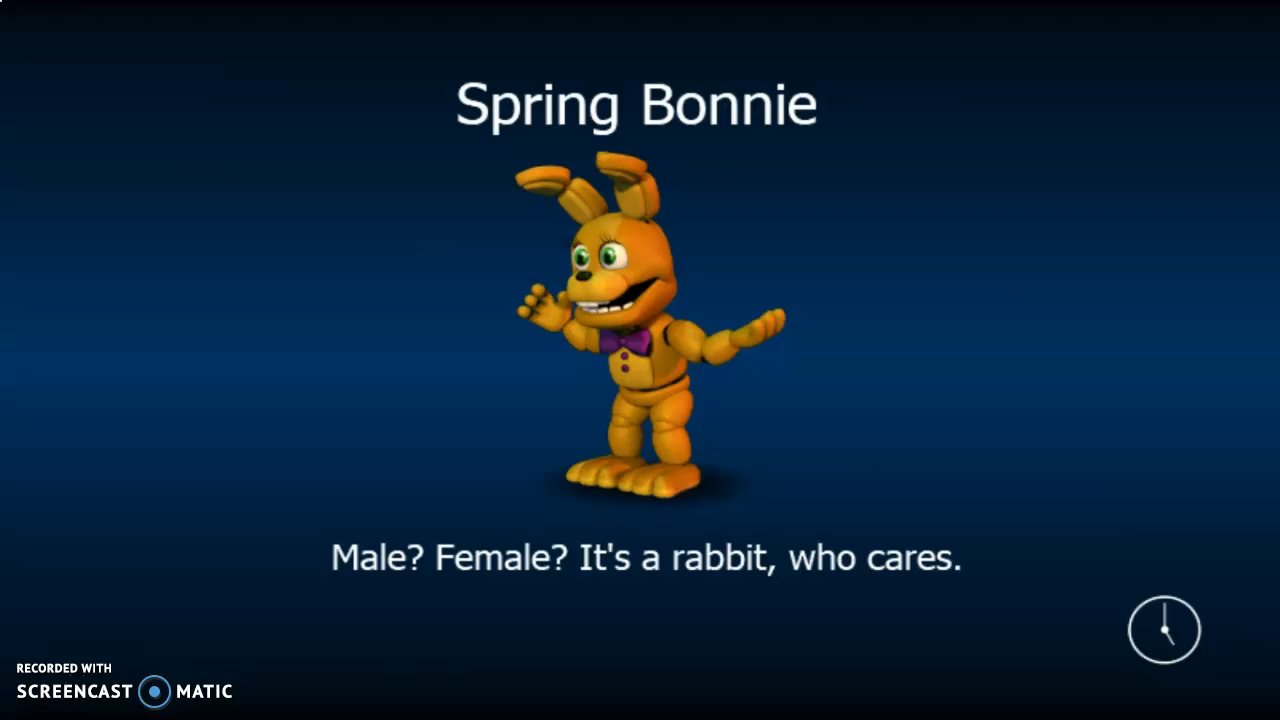 Spring Bonnie
Male? Female? It's a rabbit, who cares.
RECORDED WITH
SCREENCAST MATIC